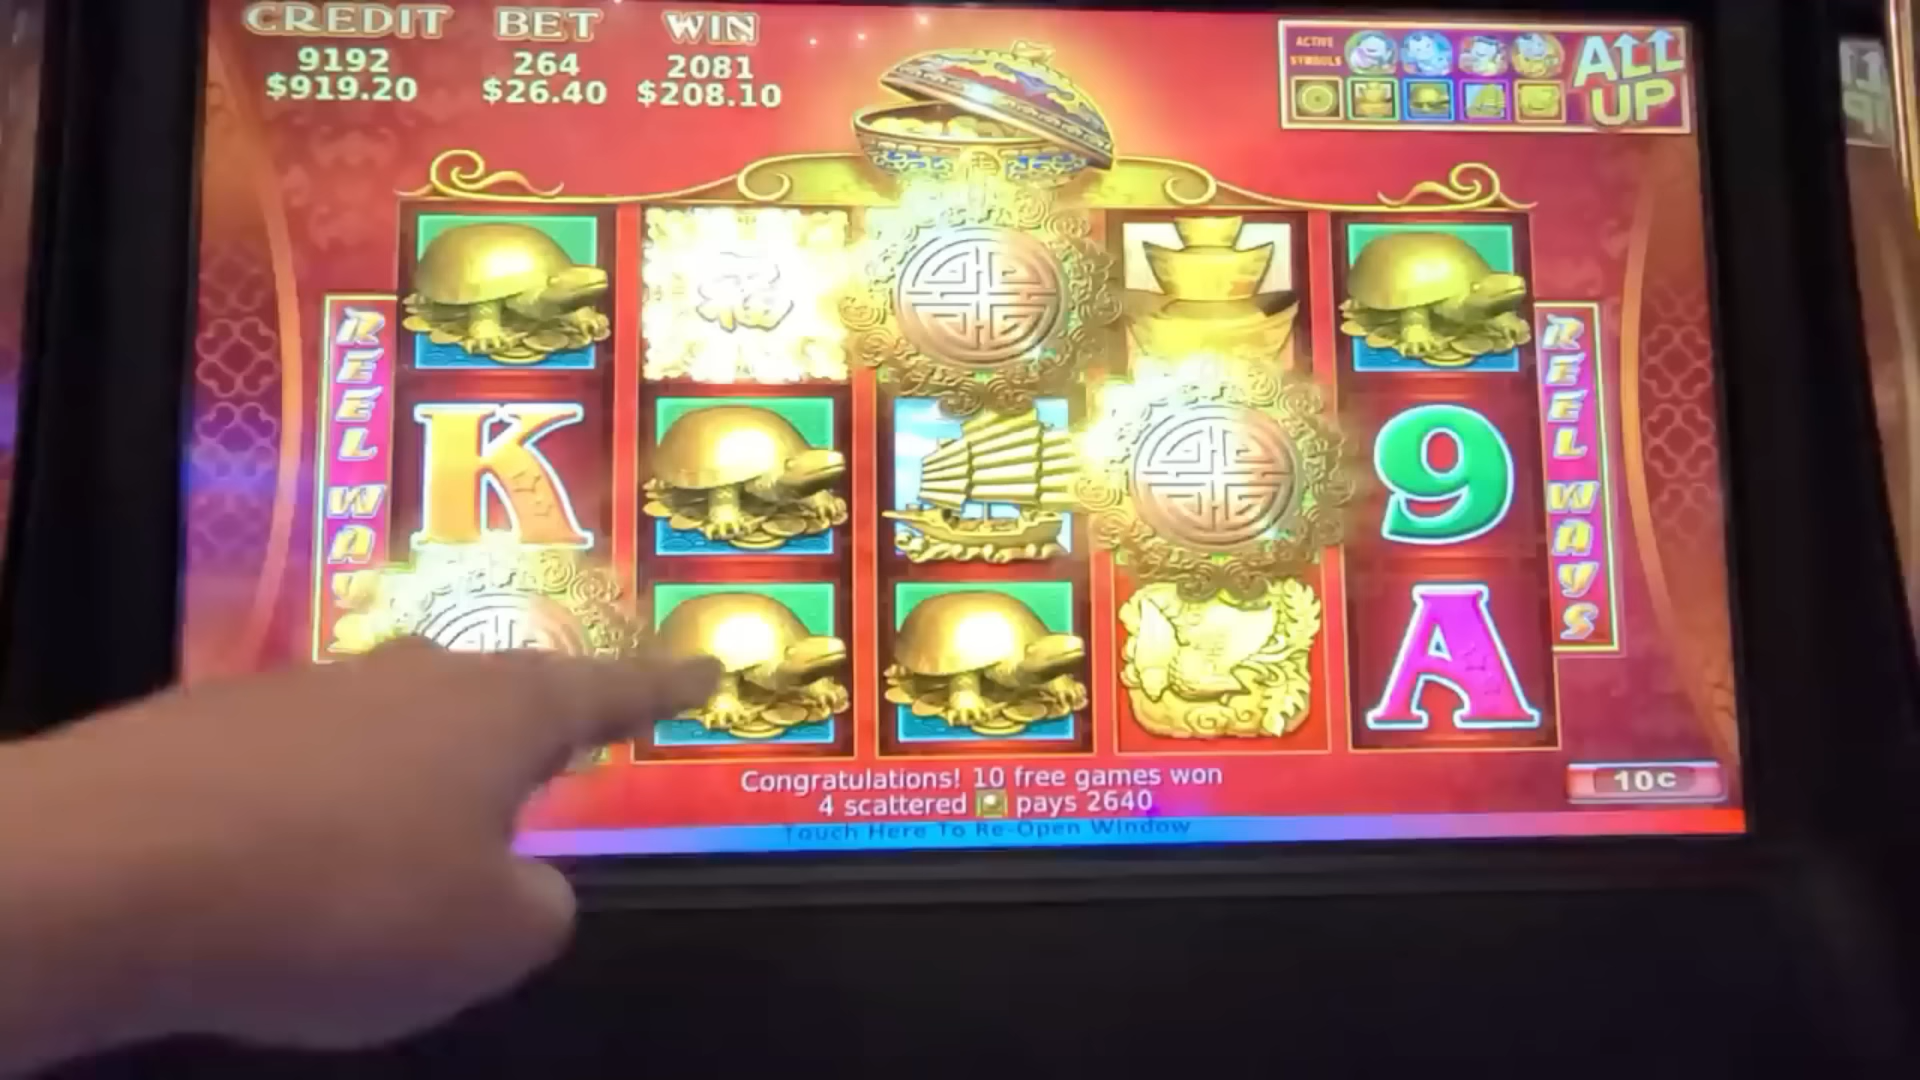 CREDIT BET WIN
9192 264 2081
$919.20 $26.40 $208.10
ACTIVE SYMBOLS
ALL UP
福
REEL WAYS
K
9
A
REEL WAYS
Congratulations! 10 free games won
4 scattered pays 2640
Touch Here To Re-Open Window
10c